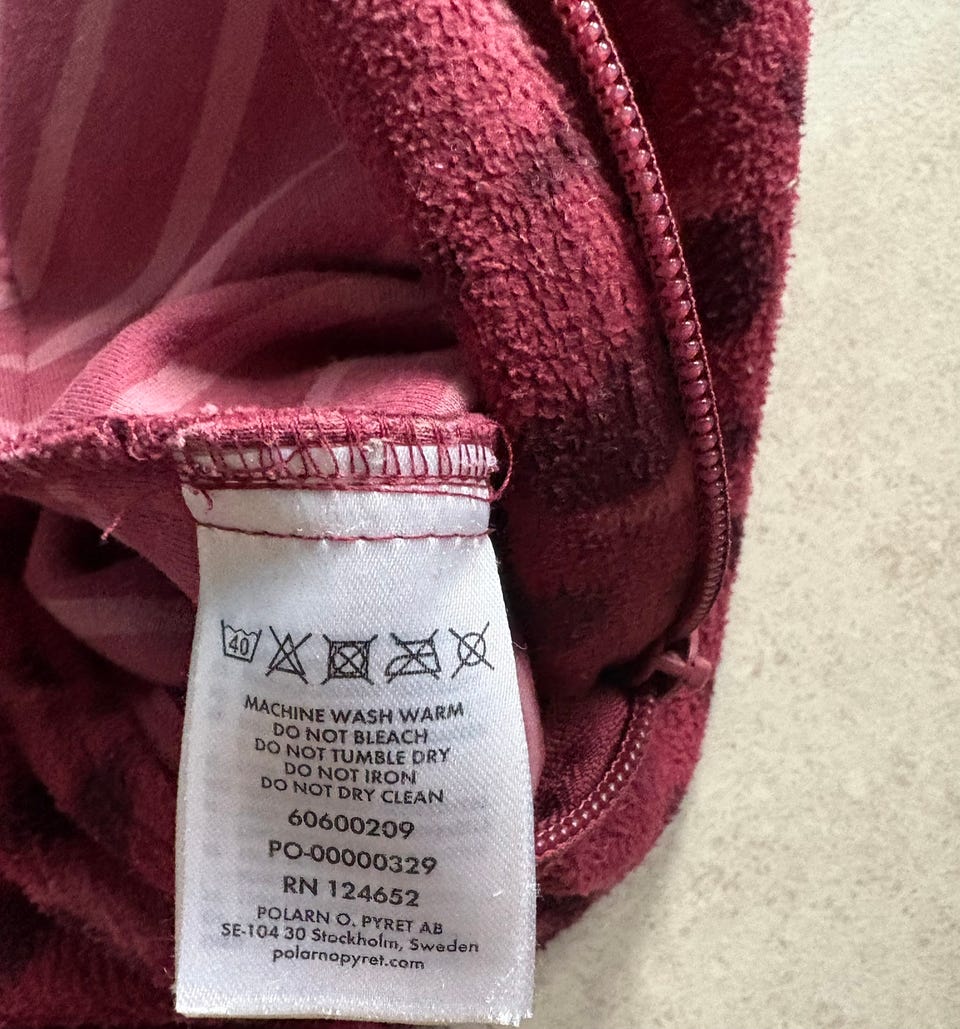 40
MACHINE WASH WARM
DO NOT BLEACH
DO NOT TUMBLE DRY
DO NOT IRON
DO NOT DRY CLEAN
60600209
PO-00000329
RN 124652
POLARN O. PYRET AB
SE-104 30 Stockholm, Sweden
polarnopyret.com